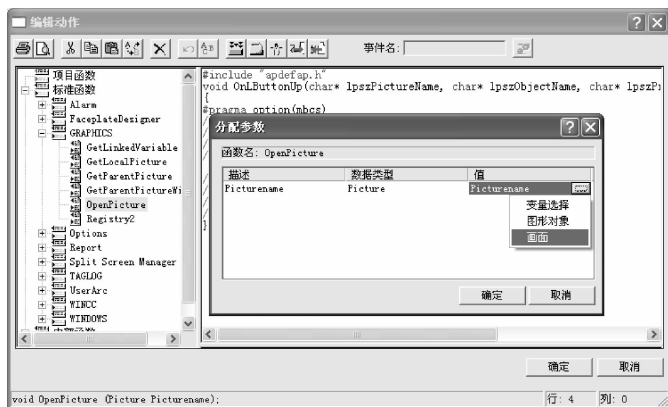 编辑动作
事件名:
项目函数
标准函数
Alarm
FaceplateDesigner
GRAPHICS
GetLinkedVariable
GetLocalPicture
GetParentPicture
GetParentPictureWi
OpenPicture
Registry2
Options
Report
Split Screen Manager
TAGLOG
UserArc
WINCC
WINDOWS
#include "apdefap.h"
void OnLButtonUp(char* lpszPictureName, char* lpszObjectName, char* lpszPr
{
#pragma option(mbcs)
}
分配参数
函数名: OpenPicture
描述 数据类型 值
Picturename Picture Picturename
变量选择
图形对象
画面
确定 取消
确定 取消
void OpenPicture (Picture Picturename);
行: 4 列: 0